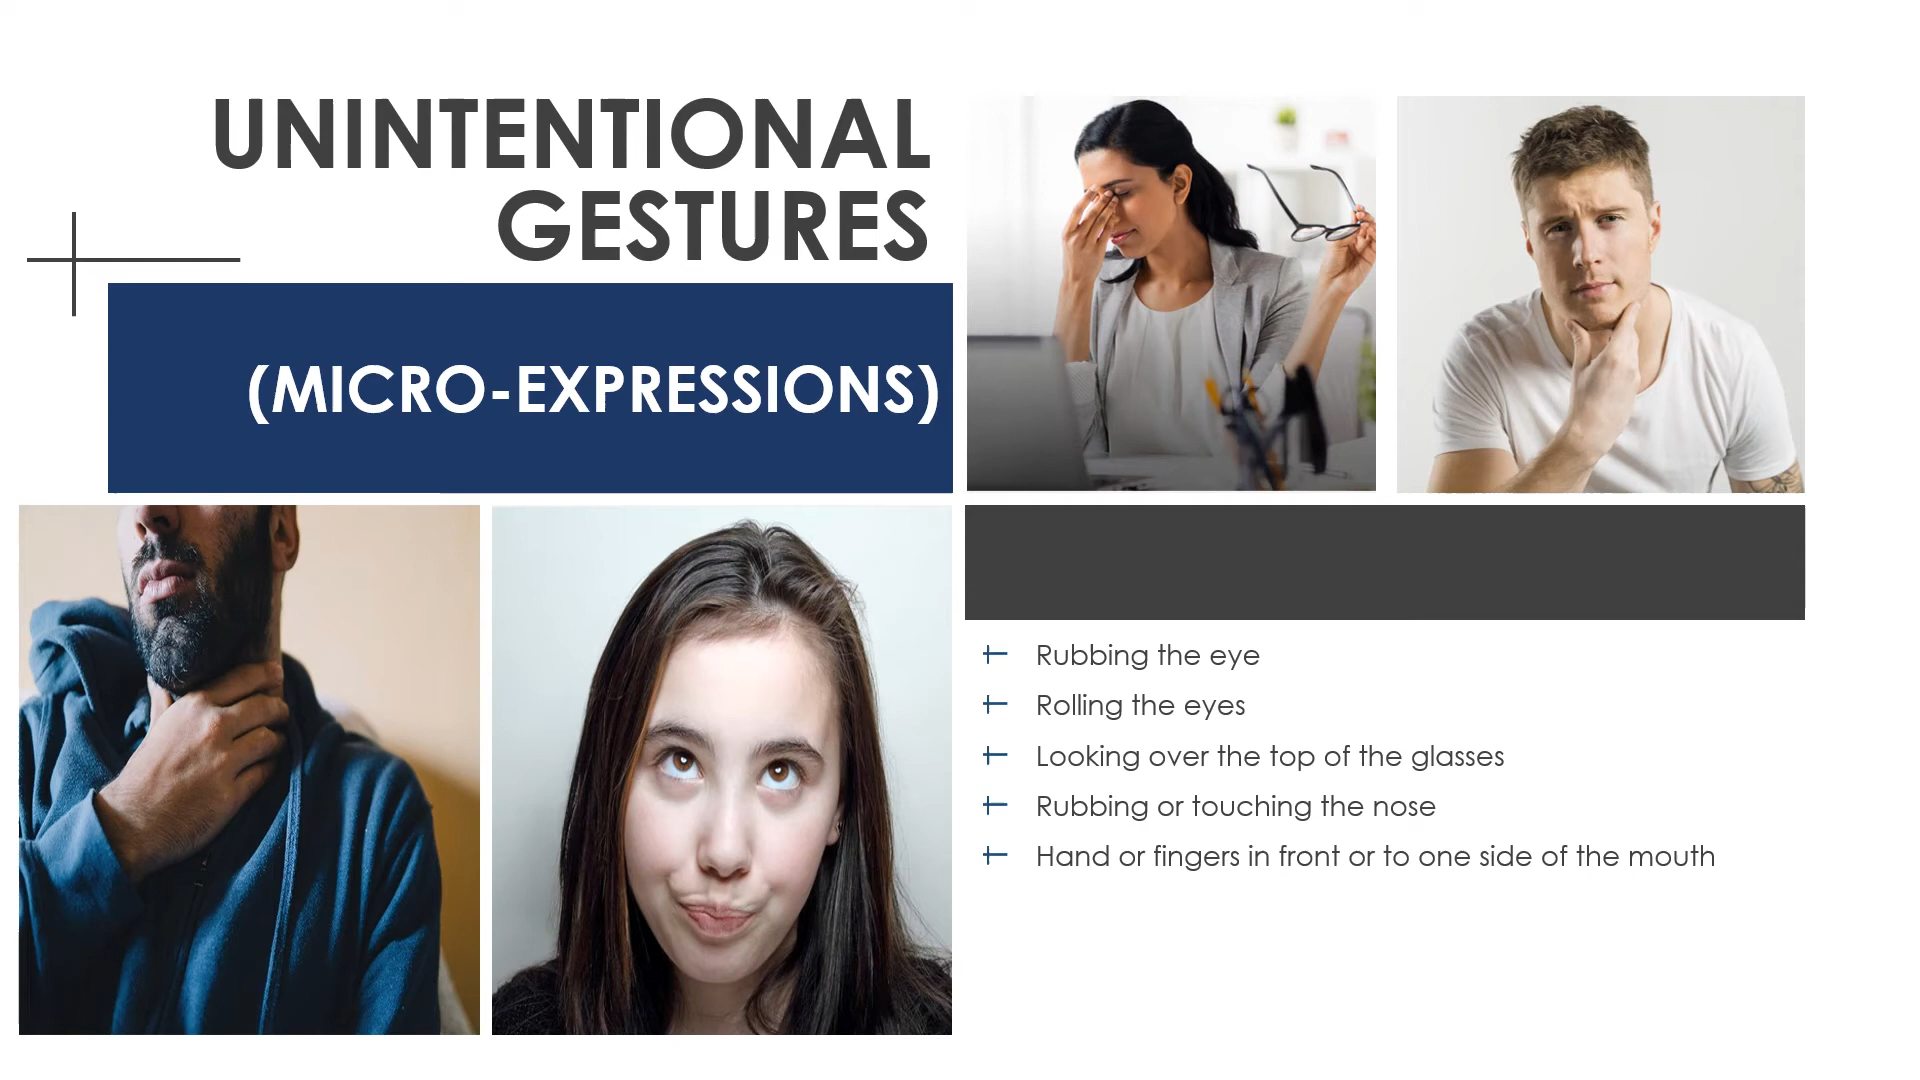 UNINTENTIONAL
GESTURES
(MICRO-EXPRESSIONS)
Rubbing the eye
Rolling the eyes
Looking over the top of the glasses
Rubbing or touching the nose
Hand or fingers in front or to one side of the mouth